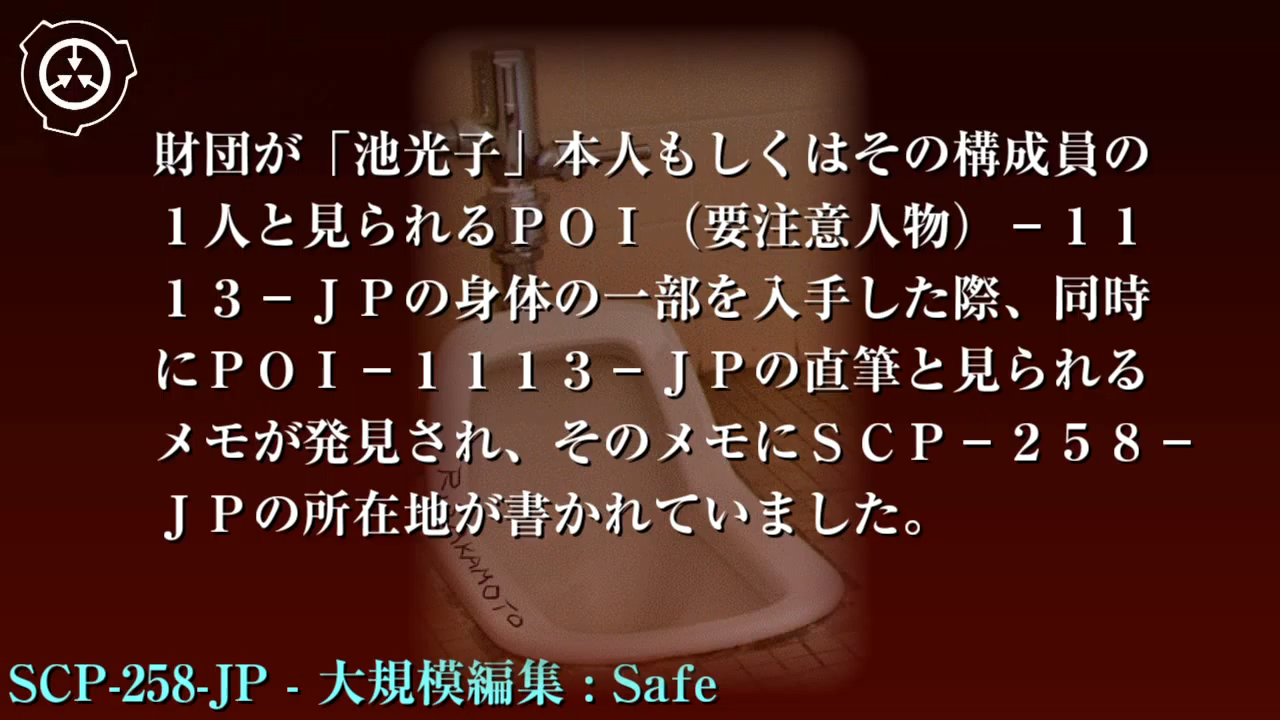 財団が「池光子」本人もしくはその構成員の
１人と見られるＰＯＩ（要注意人物）－１１
１３－ＪＰの身体の一部を入手した際、同時
にＰＯＩ－１１１３－ＪＰの直筆と見られる
メモが発見され、そのメモにＳＣＰ－２５８－
ＪＰの所在地が書かれていました。
SCP-258-JP - 大規模編集：Safe